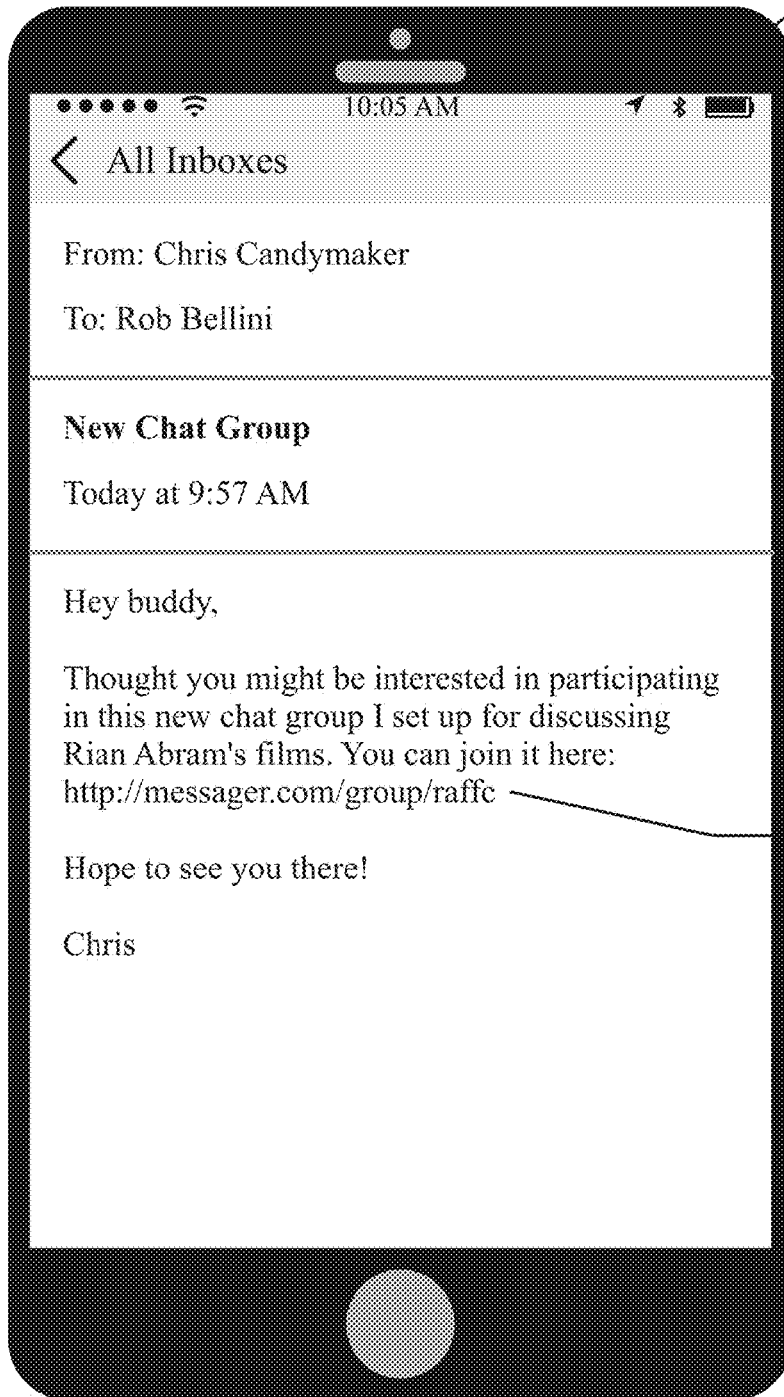 10:05 AM
All Inboxes
From: Chris Candymaker
To: Rob Bellini
New Chat Group
Today at 9:57 AM
Hey buddy,
Thought you might be interested in participating
in this new chat group I set up for discussing
Rian Abram's films. You can join it here:
http://messager.com/group/raffc
Hope to see you there!
Chris